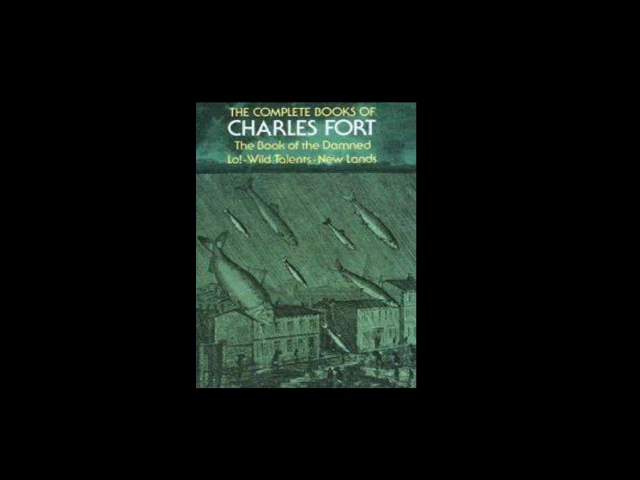 THE COMPLETE BOOKS OF
CHARLES FORT
The Book of the Damned
Lo!-Wild Talents-New Lands